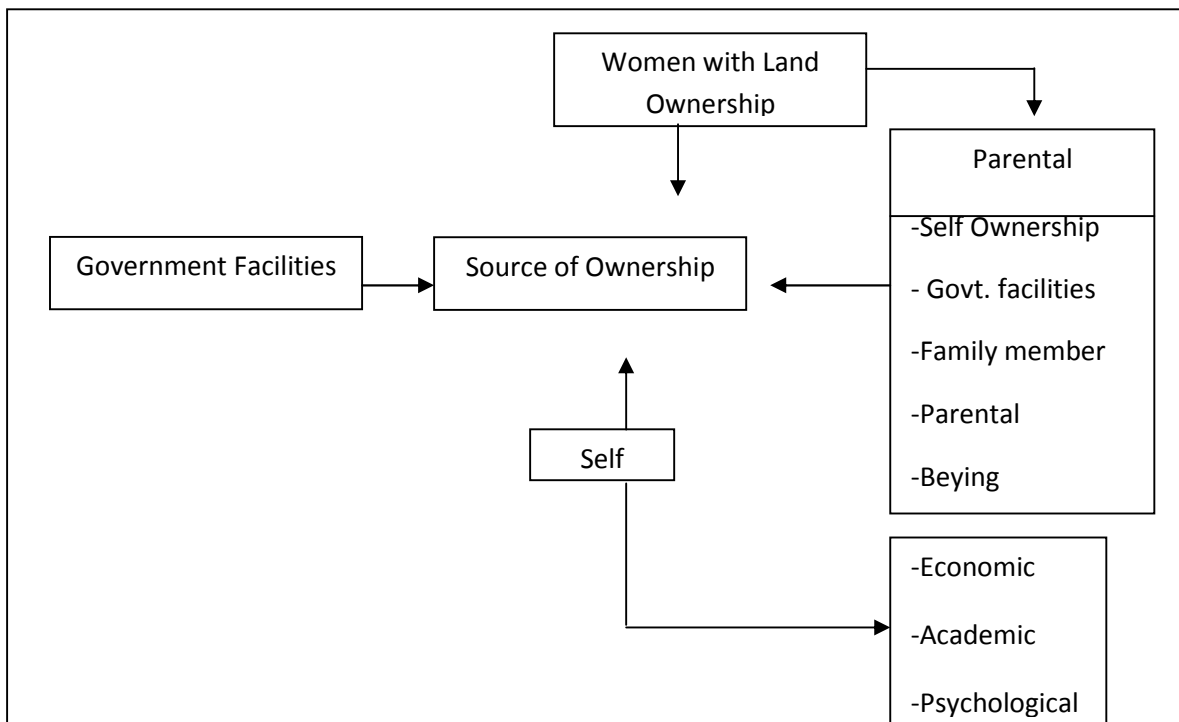 Women with Land
Ownership
Parental
-Self Ownership
- Govt. facilities
-Family member
-Parental
-Beying
Government Facilities
Source of Ownership
Self
-Economic
-Academic
-Psychological